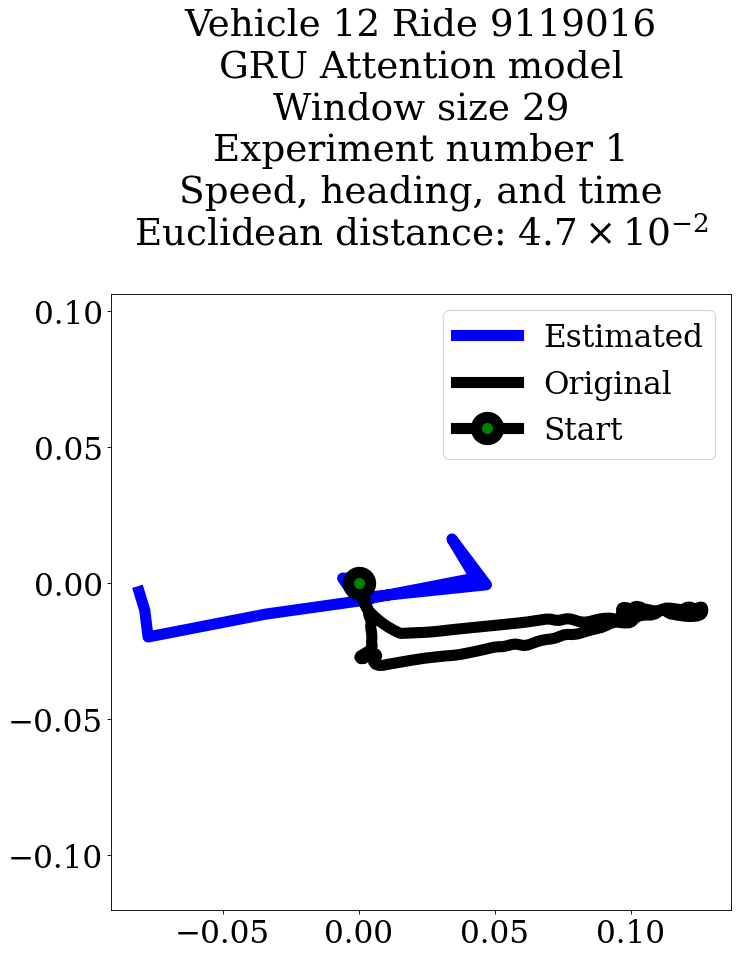 Vehicle 12 Ride 9119016
GRU Attention model
Window size 29
Experiment number 1
Speed, heading, and time
Euclidean distance: 4.7 × 10⁻²
Estimated
Original
Start
0.10
0.05
0.00
−0.05
−0.10
−0.05 0.00 0.05 0.10